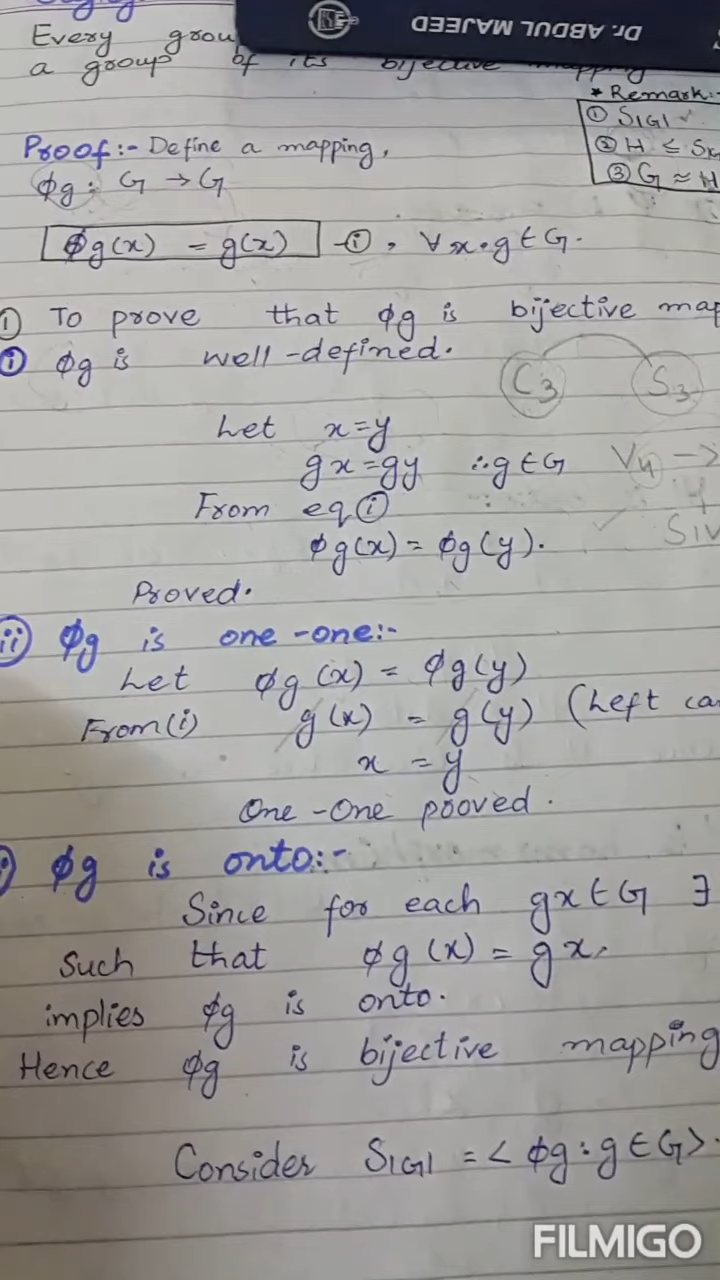 Every
Dr. ABDUL MAJEED
a group of its bijective mapping
* Remark:-
① S|G| ✓
② H ≤
③ G ≈ H
Proof:- Define a mapping,
ϕg : G → G
ϕg(x) = g(x) -①, ∀ x, g ∈ G.
① To prove that ϕg is bijective
① ϕg is well-defined.
C3 S3
Let x=y
gx=gy ∴g∈G V4 →
From eq ①
ϕg(x) = ϕg(y).
Proved.
ii) ϕg is one-one:-
Let ϕg(x) = ϕg(y)
From(i) g(x) = g(y) (Left
x = y
One-One pooved.
ϕg is onto:-
Since for each gx∈G ∃
such that ϕg(x) = gx,
implies ϕg is onto.
Hence ϕg is bijective mapping
Consider S|G| = < ϕg : g ∈ G >.
FILMIGO